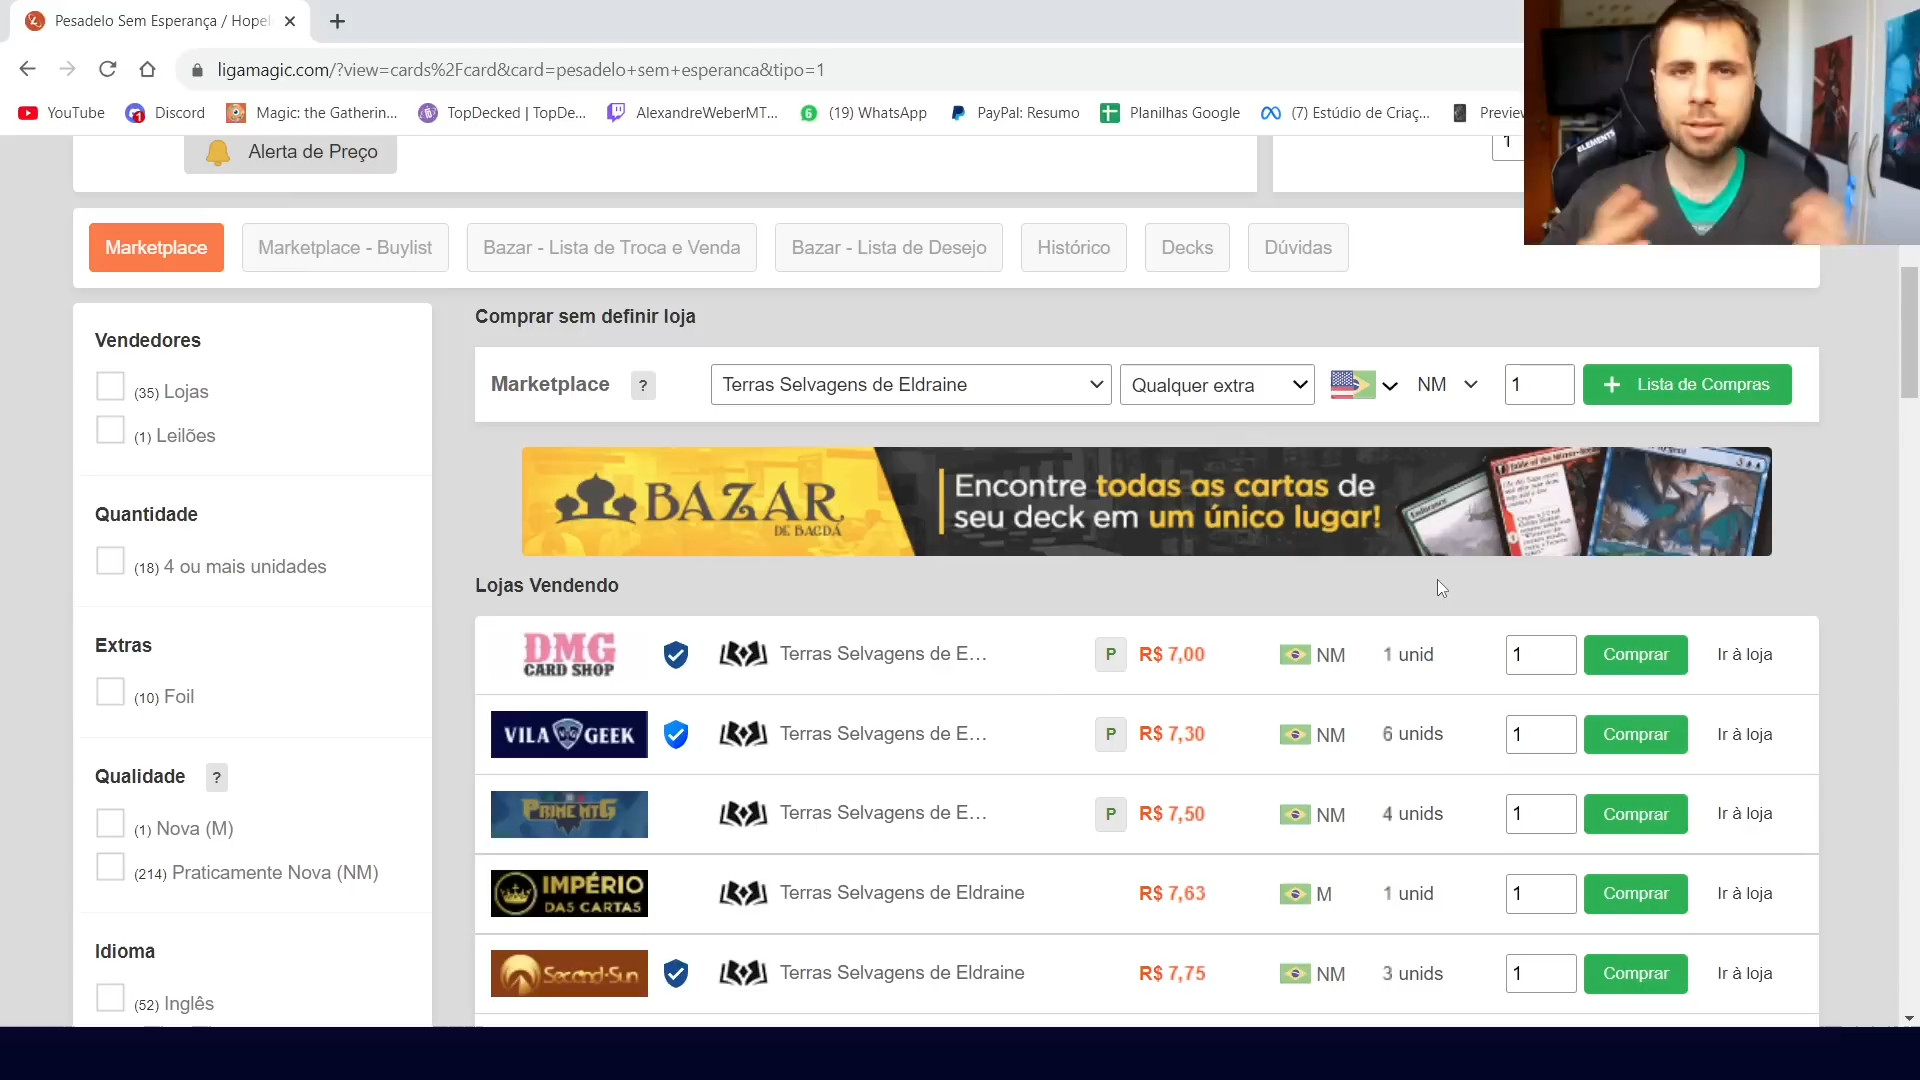 Pesadelo Sem Esperança / Hopel
ligamagic.com/?view=cards%2Fcard&card=pesadelo+sem+esperanca&tipo=1
YouTube
Discord
Magic: the Gatherin...
TopDecked | TopDe...
AlexandreWeberMT...
(19) WhatsApp
PayPal: Resumo
Planilhas Google
(7) Estúdio de Criaç...
Preview
ELEMENTS
Alerta de Preço
1
Marketplace
Marketplace - Buylist
Bazar - Lista de Troca e Venda
Bazar - Lista de Desejo
Histórico
Decks
Dúvidas
Vendedores
(35) Lojas
(1) Leilões
Quantidade
(18) 4 ou mais unidades
Extras
(10) Foil
Qualidade ?
(1) Nova (M)
(214) Praticamente Nova (NM)
Idioma
(52) Inglês
Comprar sem definir loja
Marketplace ? Terras Selvagens de Eldraine Qualquer extra NM 1 + Lista de Compras
BAZAR
DE BAGDÁ
Encontre todas as cartas de
seu deck em um único lugar!
Lojas Vendendo
DMG
CARD SHOP
Terras Selvagens de E... P R$ 7,00 NM 1 unid 1 Comprar Ir à loja
VILA GEEK Terras Selvagens de E... P R$ 7,30 NM 6 unids 1 Comprar Ir à loja
PRIME MTG Terras Selvagens de E... P R$ 7,50 NM 4 unids 1 Comprar Ir à loja
IMPÉRIO
DAS CARTAS
Terras Selvagens de Eldraine R$ 7,63 M 1 unid 1 Comprar Ir à loja
Second·Sun Terras Selvagens de Eldraine R$ 7,75 NM 3 unids 1 Comprar Ir à loja